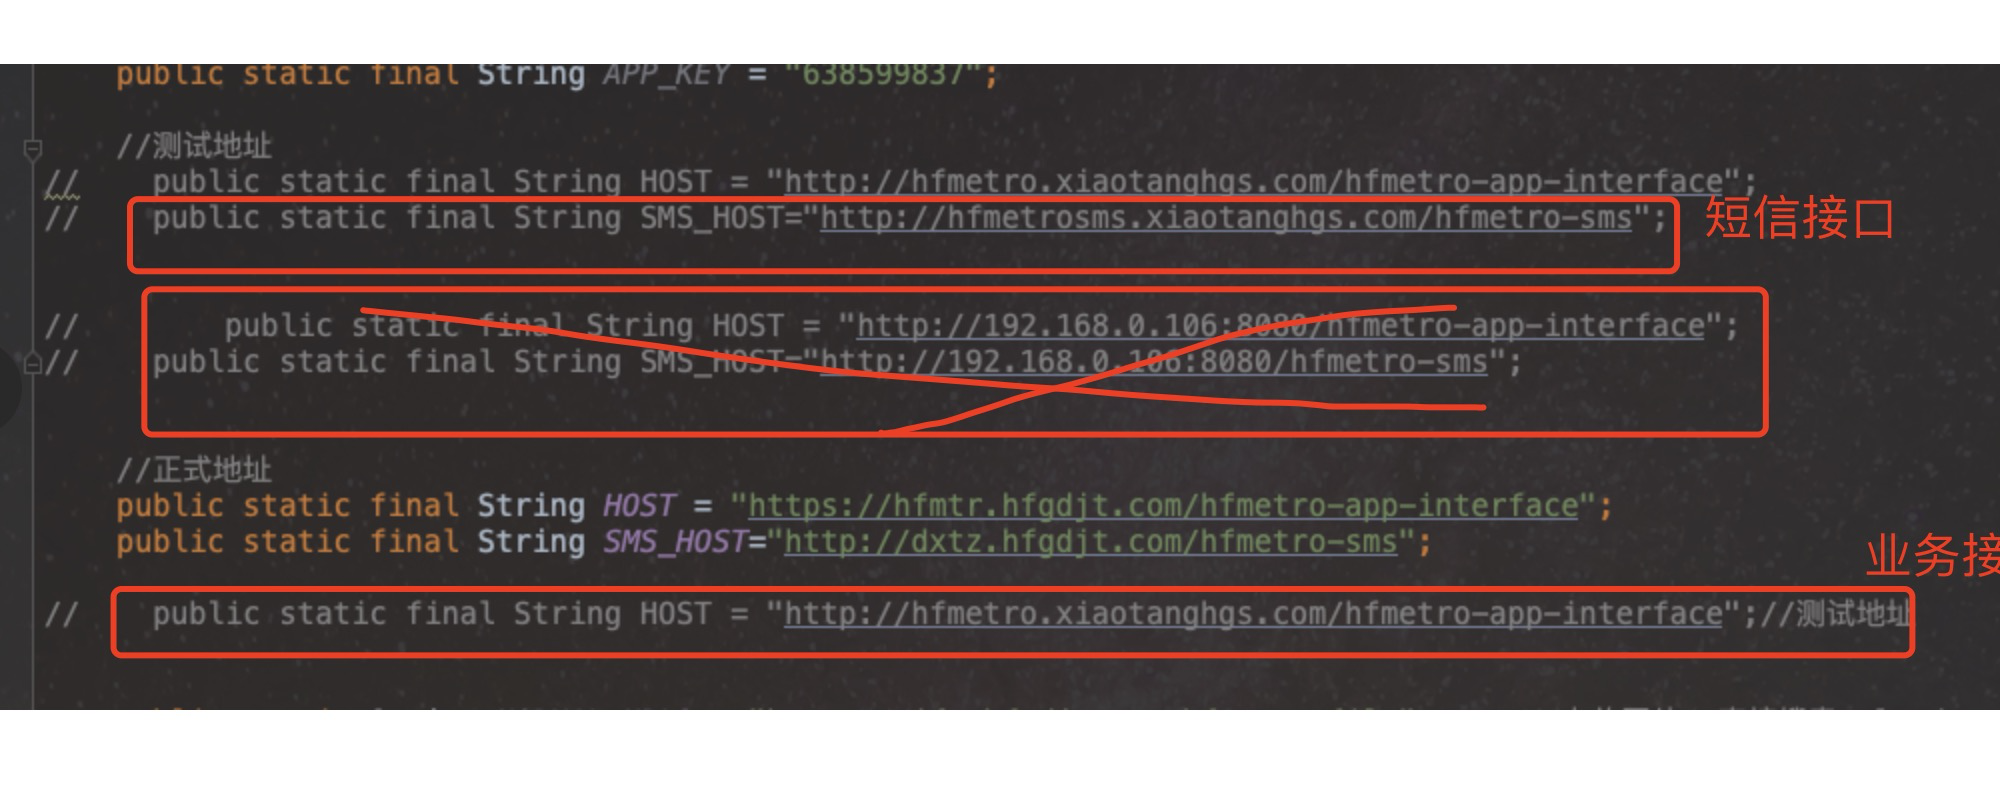 public static final String APP_KEY = "638599837";
//测试地址
//    public static final String HOST = "http://hfmetro.xiaotanghgs.com/hfmetro-app-interface";
//    public static final String SMS_HOST="http://hfmetrosms.xiaotanghgs.com/hfmetro-sms";
短信接口
//        public static final String HOST = "http://192.168.0.106:8080/hfmetro-app-interface";
//    public static final String SMS_HOST="http://192.168.0.106:8080/hfmetro-sms";
//正式地址
public static final String HOST = "https://hfmtr.hfgdjt.com/hfmetro-app-interface";
public static final String SMS_HOST="http://dxtz.hfgdjt.com/hfmetro-sms";
业务接
//    public static final String HOST = "http://hfmetro.xiaotanghgs.com/hfmetro-app-interface";//测试地址